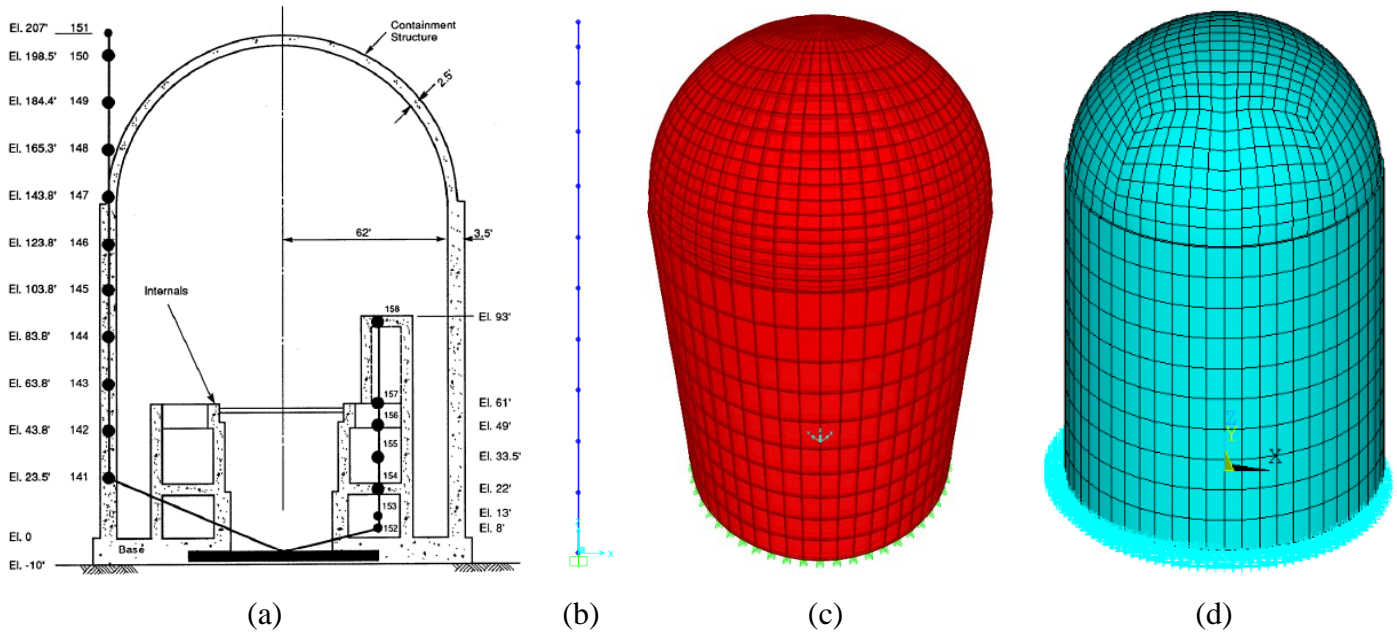 El. 207' 151
El. 198.5' 150
El. 184.4' 149
El. 165.3' 148
El. 143.8' 147
El. 123.8' 146
El. 103.8' 145
El. 83.8' 144
El. 63.8' 143
El. 43.8' 142
El. 23.5' 141
El. 0
El. -10'
Containment
Structure
2.5'
62'
3.5'
Internals
Base
158
157
156
155
154
153
152
El. 93'
El. 61'
El. 49'
El. 33.5'
El. 22'
El. 13'
El. 8'
X
Z
Y
X
(a) (b) (c) (d)